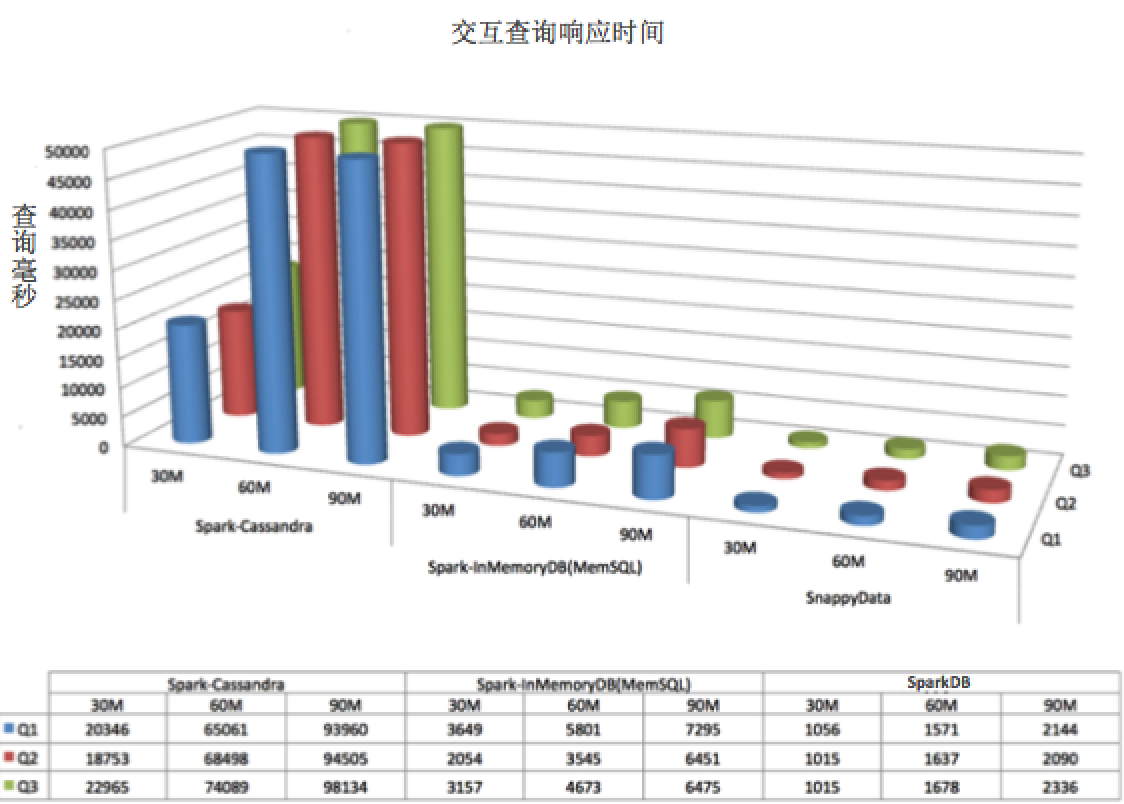 交互查询响应时间
查询毫秒
50000
45000
40000
35000
30000
25000
20000
15000
10000
5000
0
30M 60M 90M 30M 60M 90M 30M 60M 90M
Spark-Cassandra Spark-InMemoryDB(MemSQL) SnappyData
Q3
Q2
Q1
Spark-Cassandra Spark-InMemoryDB(MemSQL) SparkDB
30M 60M 90M 30M 60M 90M 30M 60M 90M
Q1 20346 65061 93960 3649 5801 7295 1056 1571 2144
Q2 18753 68498 94505 2054 3545 6451 1015 1637 2090
Q3 22965 74089 98134 3157 4673 6475 1015 1678 2336